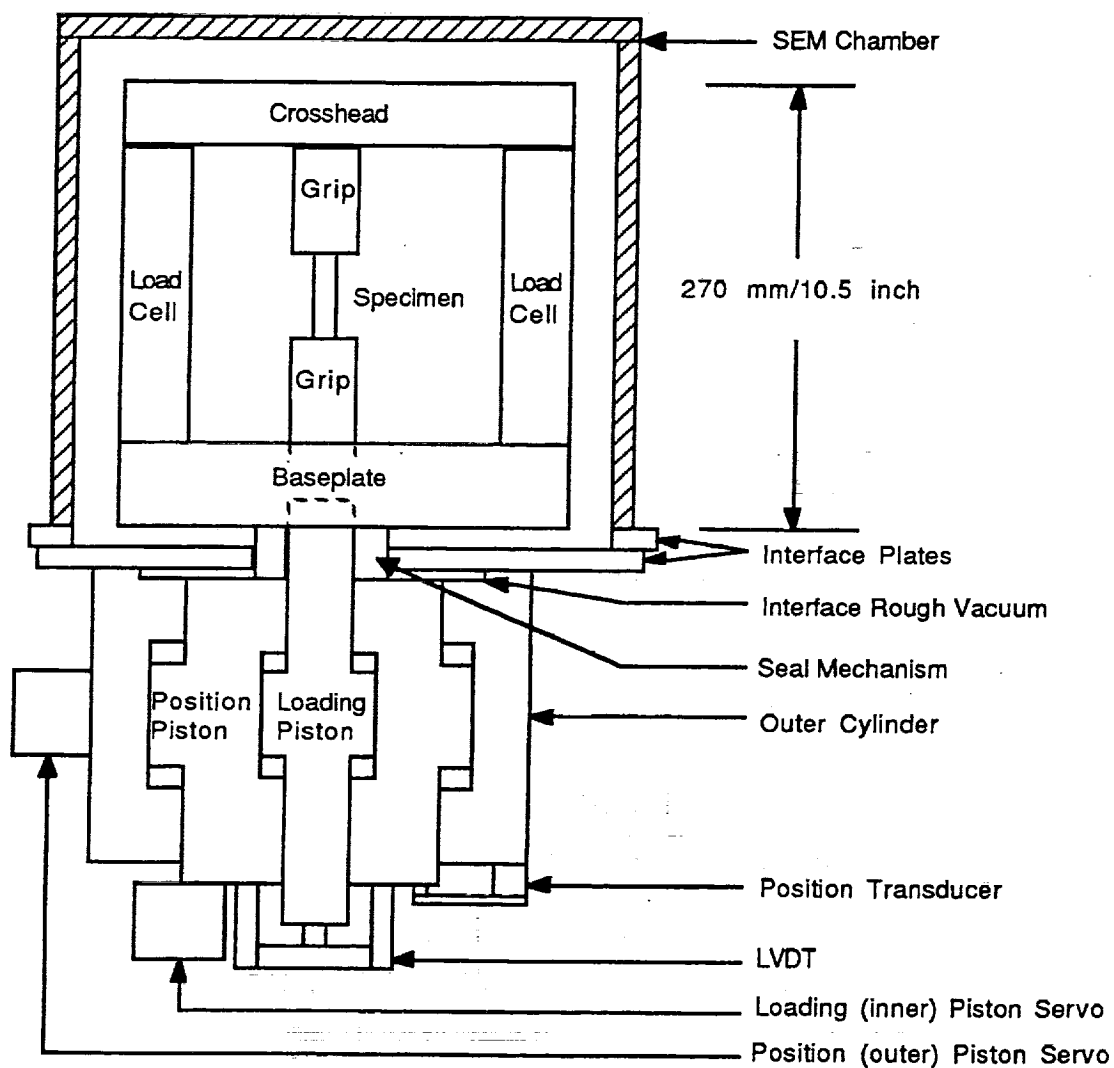 SEM Chamber
Crosshead
Grip
Load
Cell
Specimen
Load
Cell
270 mm/10.5 inch
Grip
Baseplate
Interface Plates
Interface Rough Vacuum
Seal Mechanism
Position
Piston
Loading
Piston
Outer Cylinder
Position Transducer
LVDT
Loading (inner) Piston Servo
Position (outer) Piston Servo